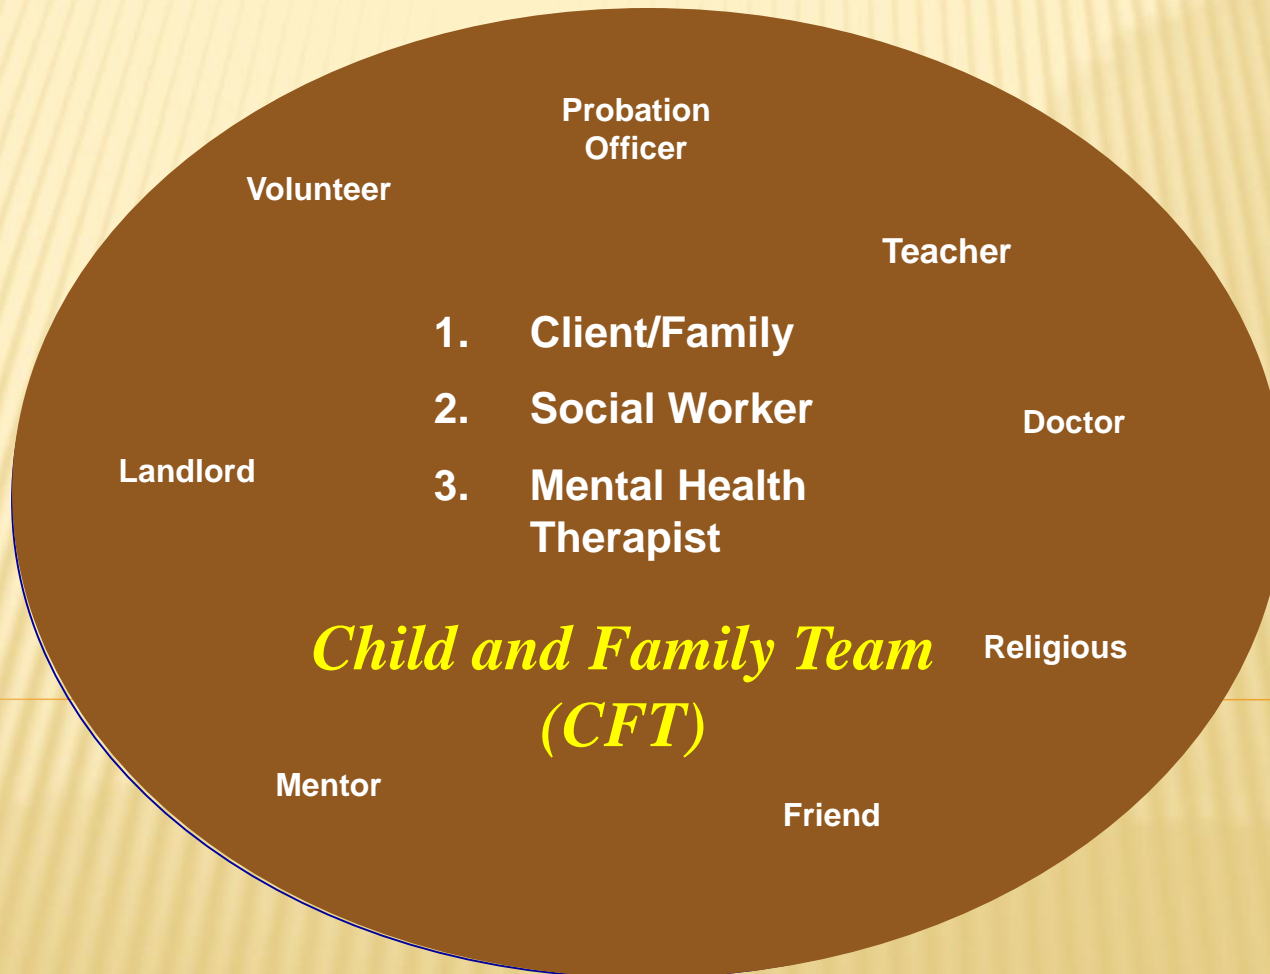 Probation
Officer
Volunteer
Teacher
1. Client/Family
2. Social Worker
Doctor
Landlord
3. Mental Health
Therapist
Child and Family Team
Religious
(CFT)
Mentor
Friend